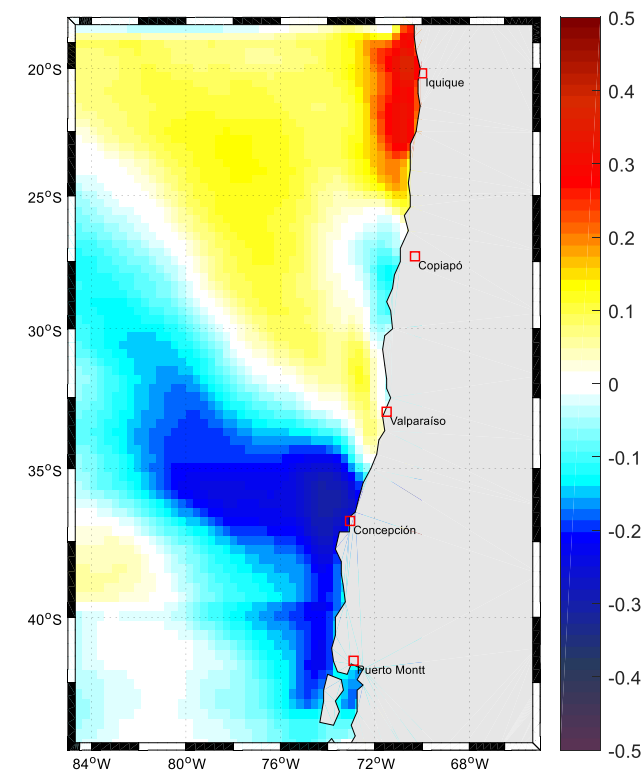 20°S
25°S
30°S
35°S
40°S
84°W
80°W
76°W
72°W
68°W
Iquique
Copiapó
Valparaíso
Concepción
Puerto Montt
0.5
0.4
0.3
0.2
0.1
0
-0.1
-0.2
-0.3
-0.4
-0.5